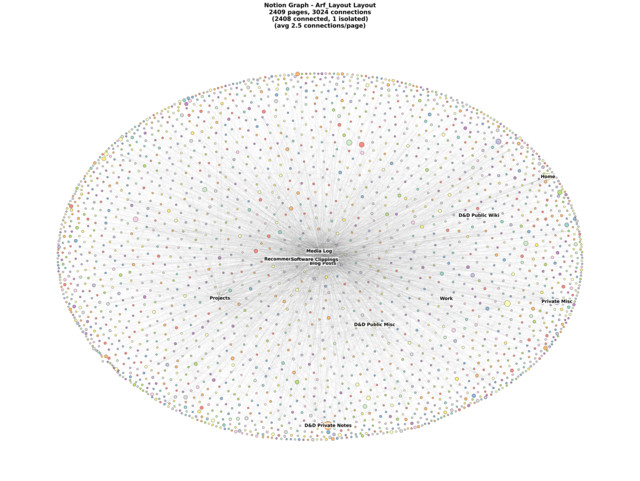 Notion Graph - Arf_Layout Layout
2409 pages, 3024 connections
(2408 connected, 1 isolated)
(avg 2.5 connections/page)
Home
D&D Public Wiki
Media Log
Recommen
Software Clippings
Blog Posts
Projects
Work
Private Misc
D&D Public Misc
D&D Private Notes